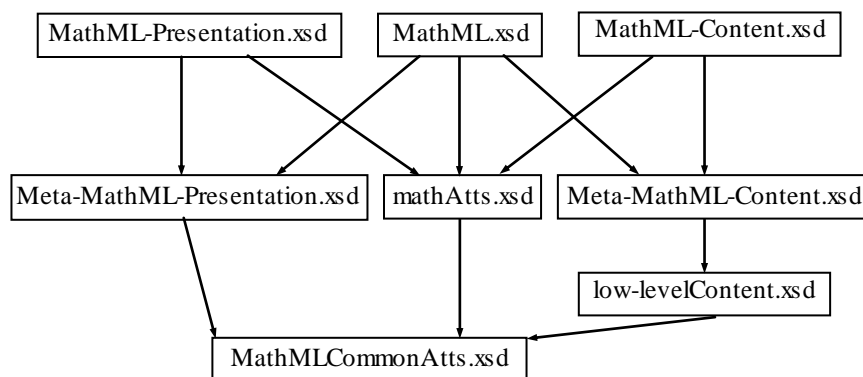 MathML-Presentation.xsd
MathML.xsd
MathML-Content.xsd
Meta-MathML-Presentation.xsd
mathAtts.xsd
Meta-MathML-Content.xsd
low-levelContent.xsd
MathMLCommonAtts.xsd